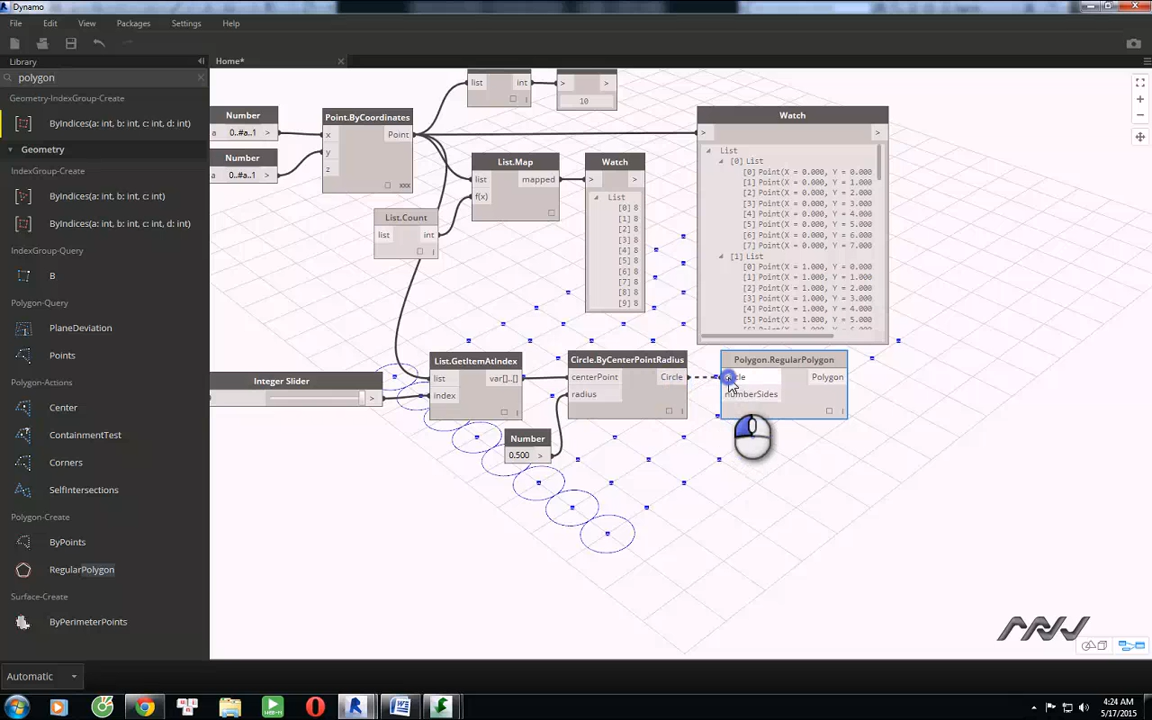 Dynamo
File Edit View Packages Settings Help
Library
Home*
polygon
Geometry-IndexGroup-Create
ByIndices(a: int, b: int, c: int, d: int)
Geometry
IndexGroup-Create
ByIndices(a: int, b: int, c: int)
ByIndices(a: int, b: int, c: int, d: int)
IndexGroup-Query
B
Polygon-Query
PlaneDeviation
Points
Polygon-Actions
Center
ContainmentTest
Corners
SelfIntersections
Polygon-Create
ByPoints
RegularPolygon
Surface-Create
ByPerimeterPoints
Automatic
list int > >
10
Number
a 0..#a..1 >
Number
a 0..#a..1 >
Point.ByCoordinates
x Point
y
z
xxx
List.Map
list mapped
f(x)
List.Count
list int
Watch
> >
List
[0] 8
[1] 8
[2] 8
[3] 8
[4] 8
[5] 8
[6] 8
[7] 8
[8] 8
[9] 8
Watch
> >
List
[0] List
[0] Point(X = 0.000, Y = 0.000
[1] Point(X = 0.000, Y = 1.000
[2] Point(X = 0.000, Y = 2.000
[3] Point(X = 0.000, Y = 3.000
[4] Point(X = 0.000, Y = 4.000
[5] Point(X = 0.000, Y = 5.000
[6] Point(X = 0.000, Y = 6.000
[7] Point(X = 0.000, Y = 7.000
[1] List
[0] Point(X = 1.000, Y = 0.000
[1] Point(X = 1.000, Y = 1.000
[2] Point(X = 1.000, Y = 2.000
[3] Point(X = 1.000, Y = 3.000
[4] Point(X = 1.000, Y = 4.000
[5] Point(X = 1.000, Y = 5.000
Integer Slider
>
List.GetItemAtIndex
list var[]..[]
index
Circle.ByCenterPointRadius
centerPoint Circle
radius
Number
0.500 >
Polygon.RegularPolygon
Polygon
numberSides
4:24 AM
5/17/2015